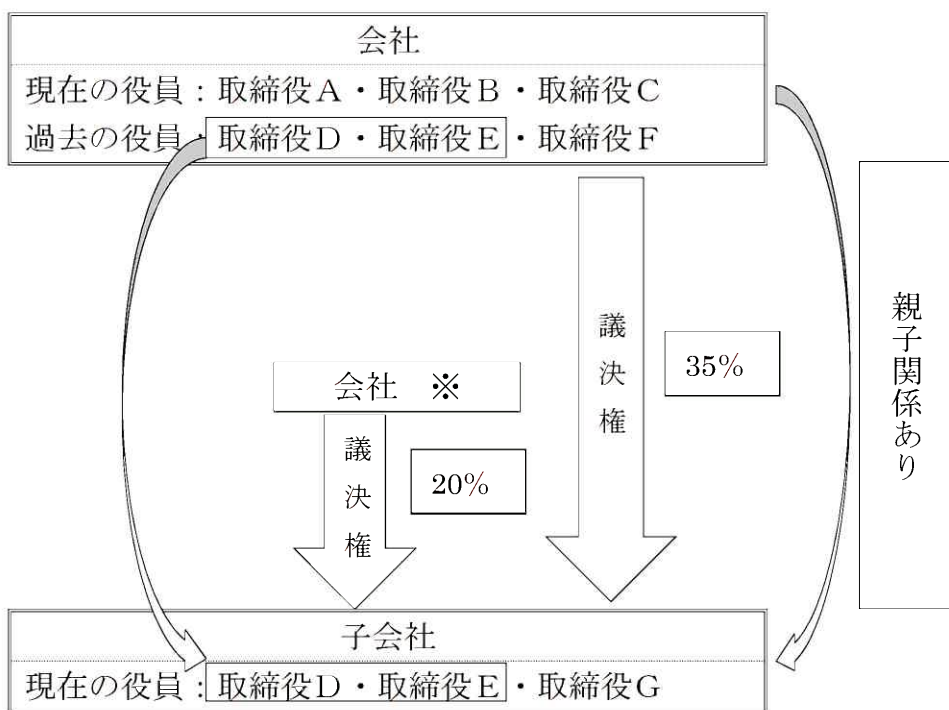 会社
現在の役員：取締役A・取締役B・取締役C
過去の役員：取締役D・取締役E・取締役F
議決権
35%
親子関係あり
会社　※
議決権
20%
子会社
現在の役員：取締役D・取締役E・取締役G